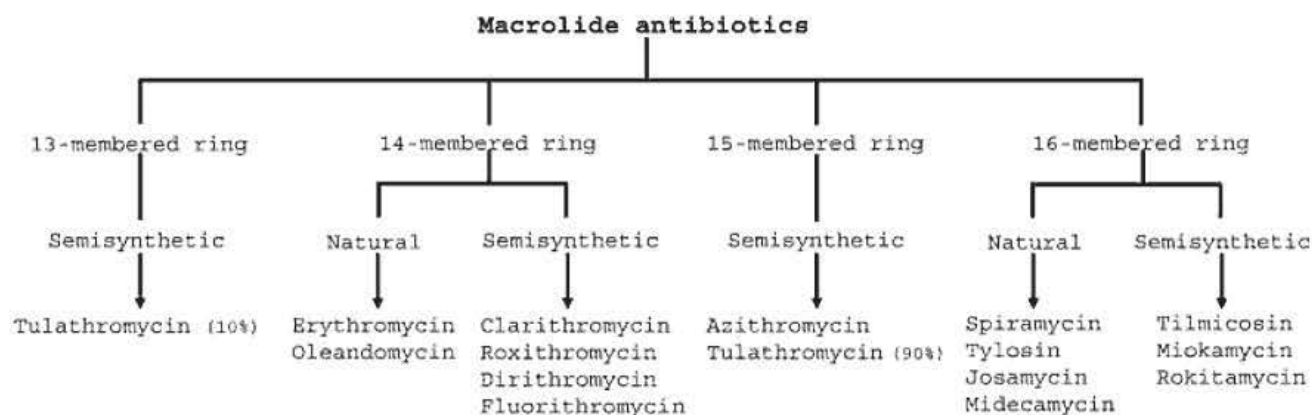 Macrolide antibiotics
13-membered ring
14-membered ring
15-membered ring
16-membered ring
Semisynthetic
Natural
Semisynthetic
Semisynthetic
Natural
Semisynthetic
Tulathromycin (10%)
Erythromycin
Oleandomycin
Clarithromycin
Roxithromycin
Dirithromycin
Fluorithromycin
Azithromycin
Tulathromycin (90%)
Spiramycin
Tylosin
Josamycin
Midecamycin
Tilmicosin
Miokamycin
Rokitamycin